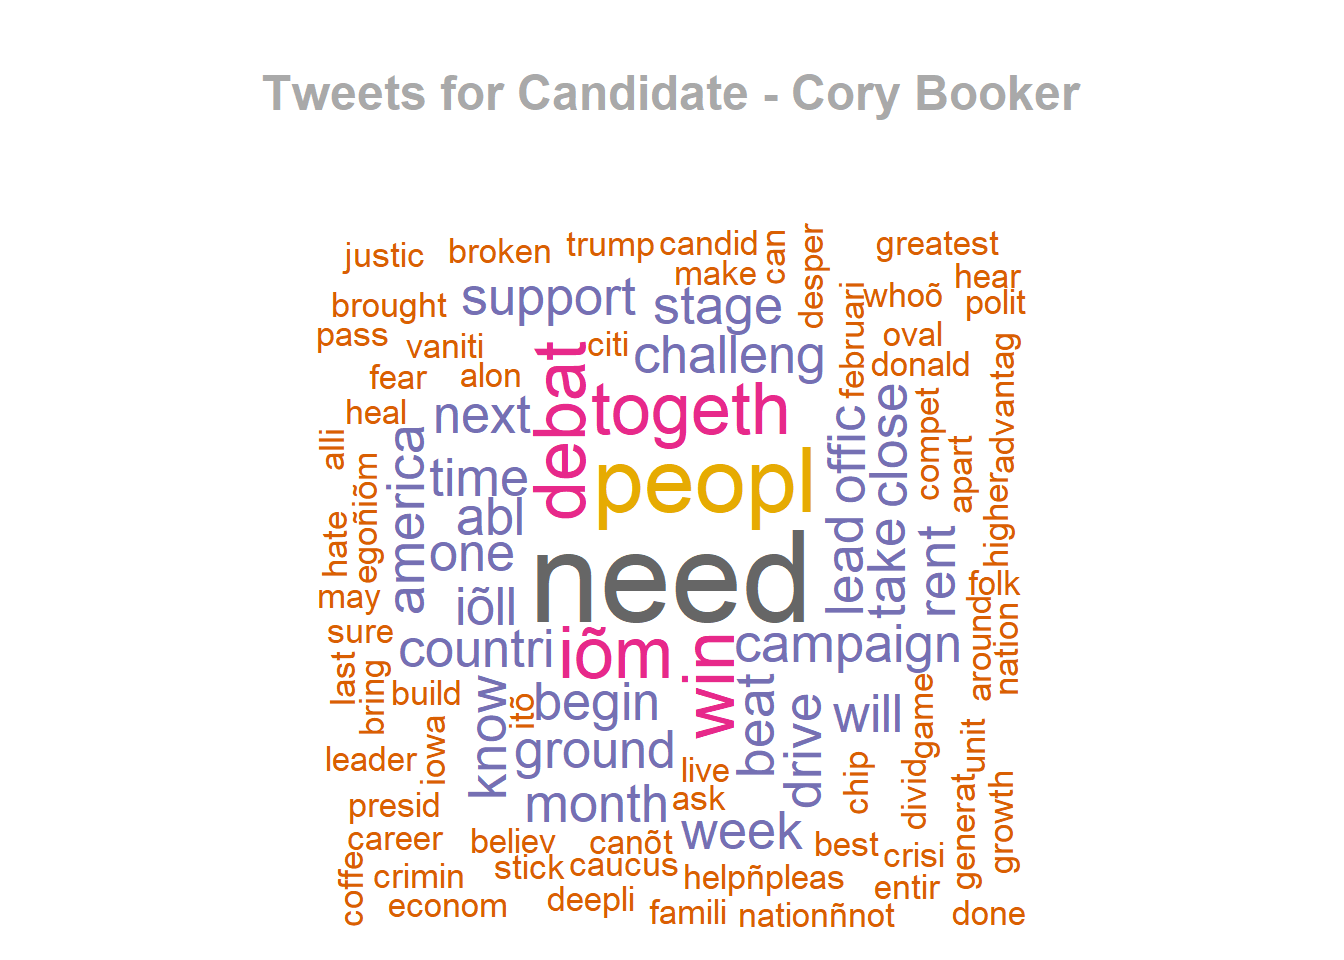 Tweets for Candidate - Cory Booker
justic
broken
trump
candid
can
desper
greatest
make
hear
brought
support
stage
februari
whoõ
polit
pass
vaniti
citi
challeng
oval
donald
advantag
fear
alon
debat
togeth
heal
next
close
offic
compet
alli
america
time
peopl
apart
egoñiõm
abl
higher
hate
one
need
lead
take
rent
folk
may
iõll
sure
countri
iõm
win
campaign
around
nation
last
bring
build
know
itõ
begin
beat
drive
will
game
leader
iowa
ground
live
unit
presid
month
ask
chip
divid
generat
growth
career
believ
canõt
week
best
crisi
coffe
crimin
stick
caucus
helpñpleas
entir
econom
deepli
famili
nationñnot
done